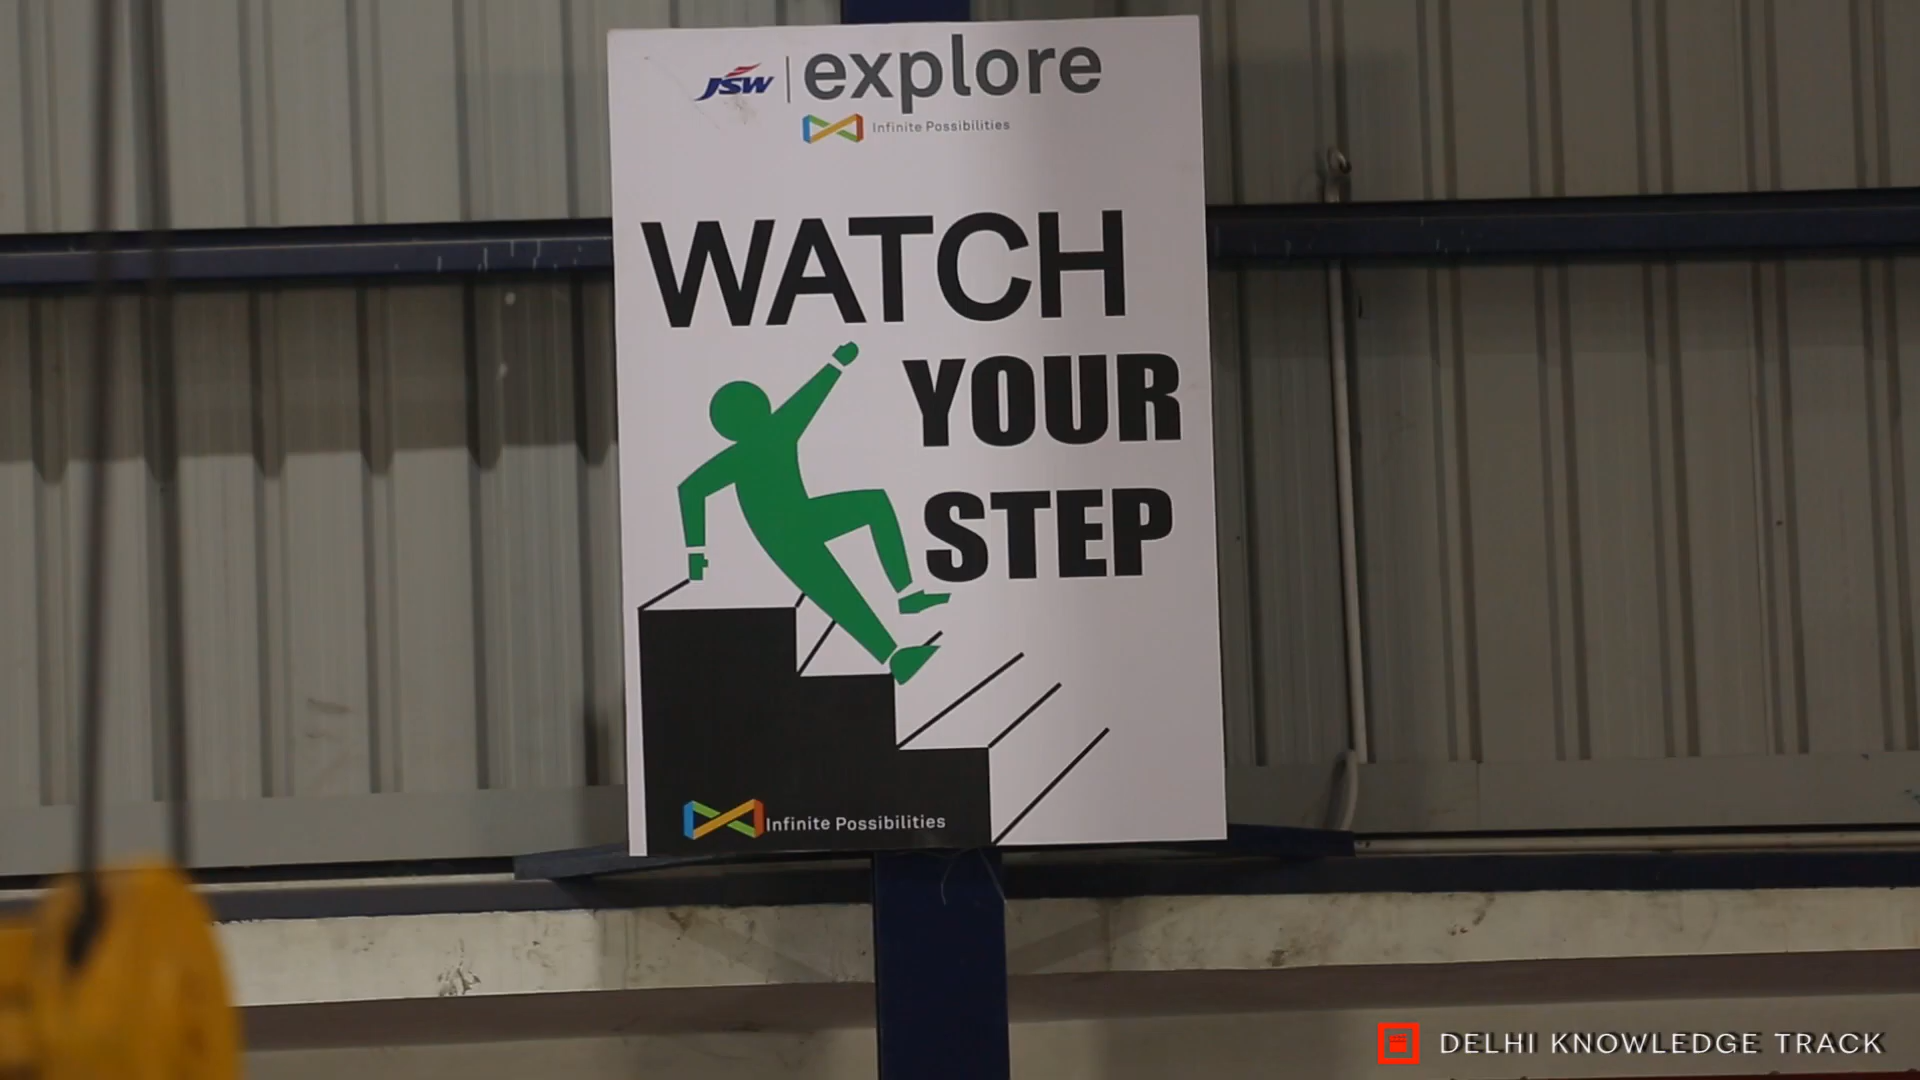 JSW | explore
Infinite Possibilities
WATCH
YOUR
STEP
Infinite Possibilities
DELHI KNOWLEDGE TRACK